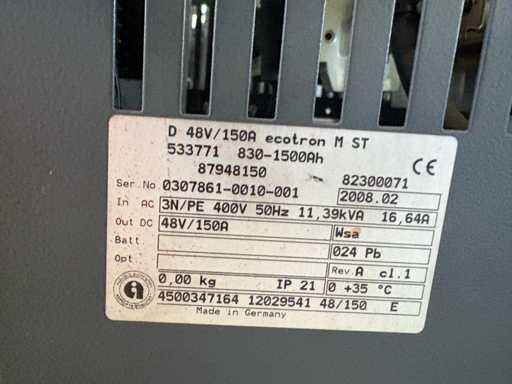 D 48V/150A ecotron M ST
533771 830-1500Ah
87948150 82300071
Ser.No. 0307861-0010-001 2008.02
In AC 3N/PE 400V 50Hz 11,39kVA 16,64A
Out DC 48V/150A Wsa
Batt 024 Pb
Opt. Rev. A cl.1
0,00 kg IP 21 0 +35 °C
4500347164 12029541 48/150 E
Made in Germany
CE